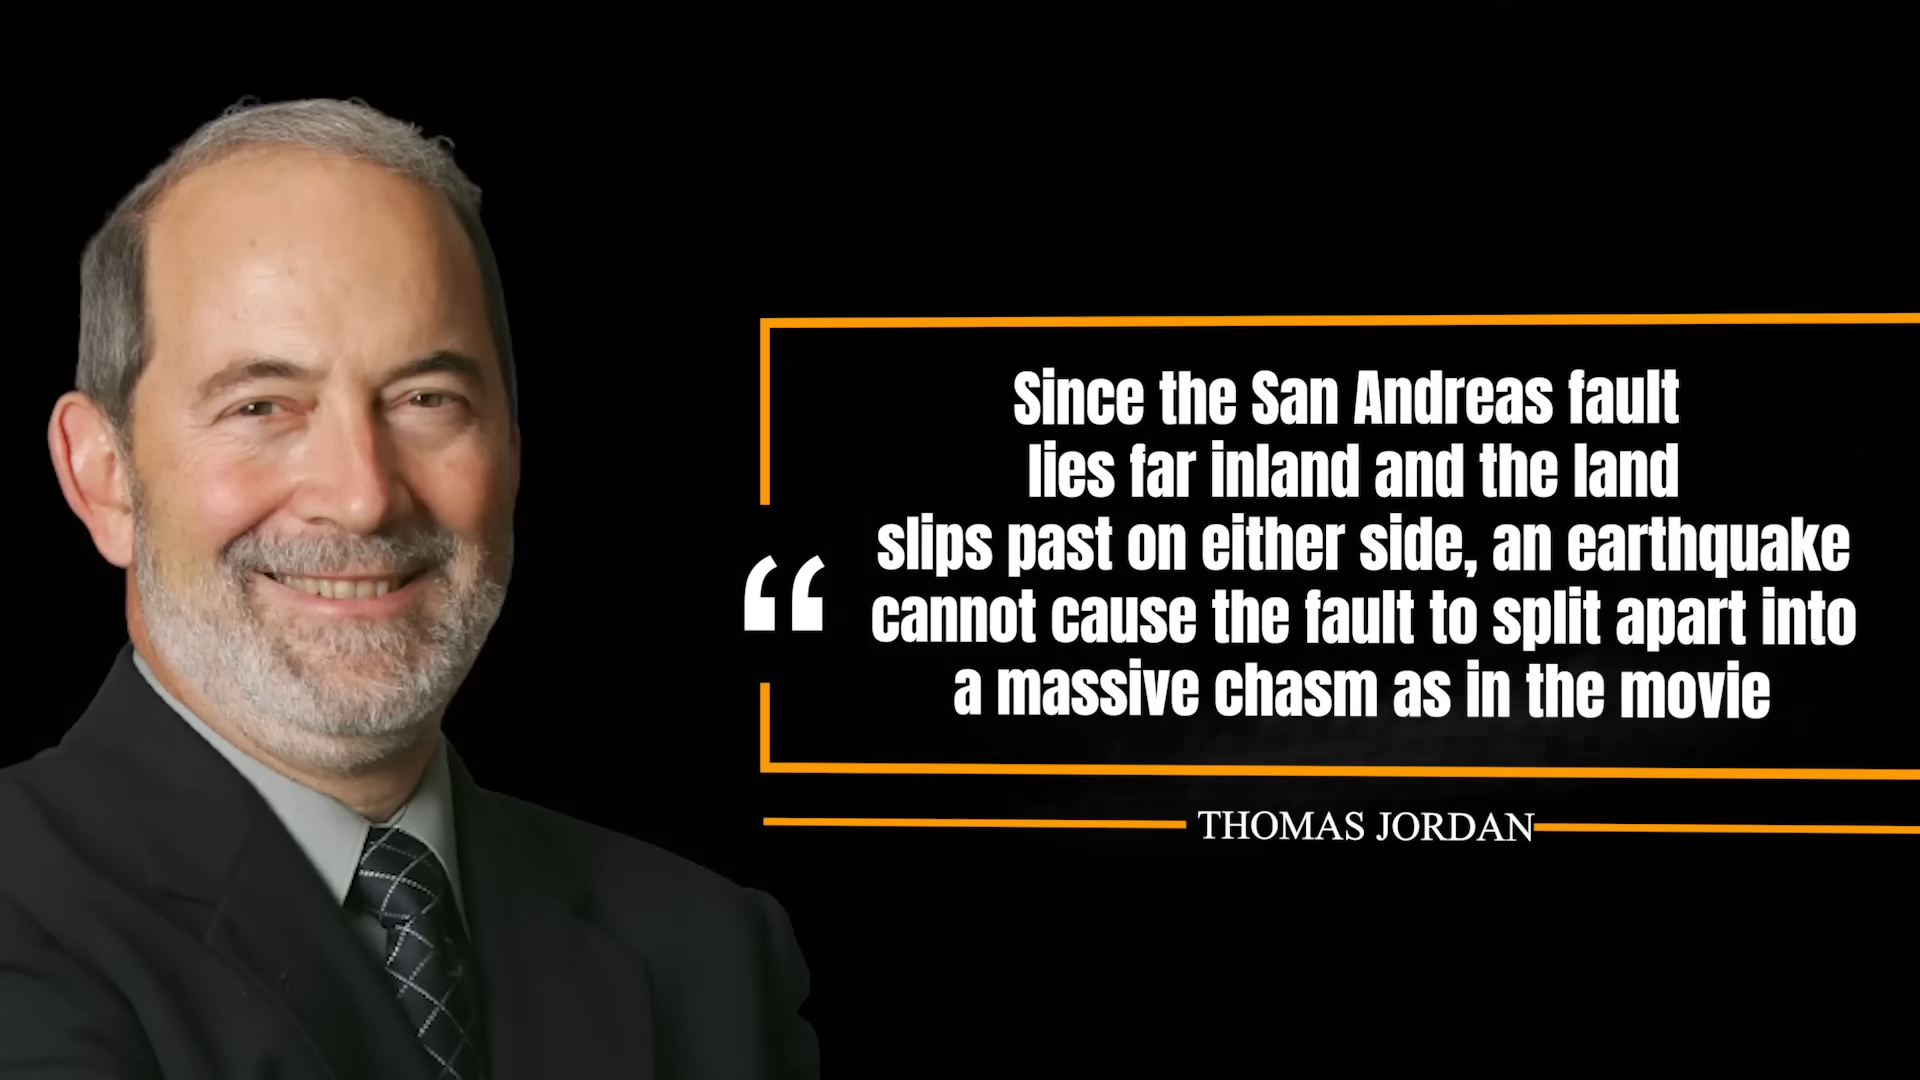 Since the San Andreas fault
lies far inland and the land
slips past on either side, an earthquake
“ cannot cause the fault to split apart into
a massive chasm as in the movie
THOMAS JORDAN